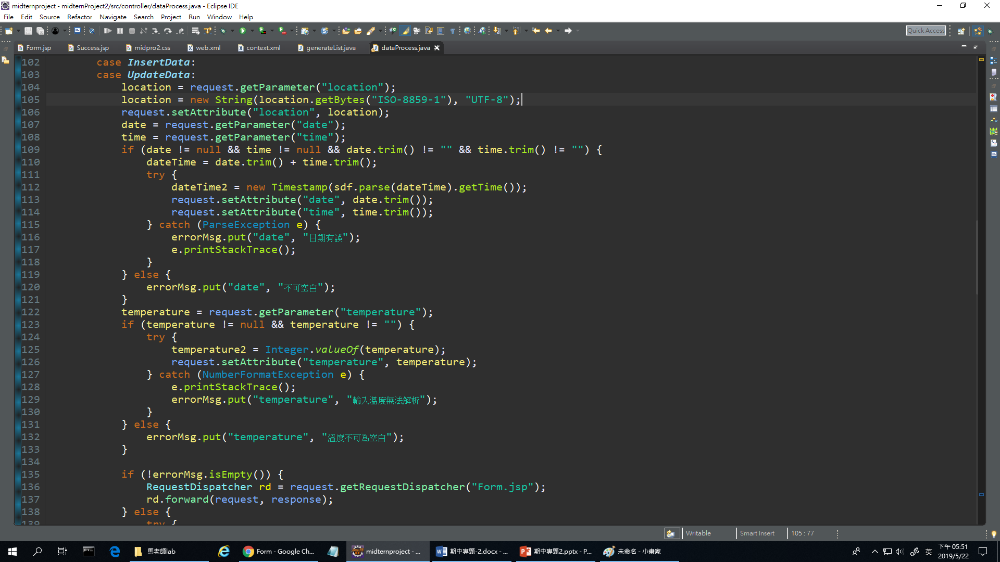 midternproject - midternProject2/src/controller/dataProcess.java - Eclipse IDE
File Edit Source Refactor Navigate Search Project Run Window Help
Quick Access
Form.jsp Success.jsp midpro2.css web.xml context.xml generateList.java dataProcess.java
102 case InsertData:
103 case UpdateData:
104 location = request.getParameter("location");
105 location = new String(location.getBytes("ISO-8859-1"), "UTF-8");
106 request.setAttribute("location", location);
107 date = request.getParameter("date");
108 time = request.getParameter("time");
109 if (date != null && time != null && date.trim() != "" && time.trim() != "") {
110 dateTime = date.trim() + time.trim();
111 try {
112 dateTime2 = new Timestamp(sdf.parse(dateTime).getTime());
113 request.setAttribute("date", date.trim());
114 request.setAttribute("time", time.trim());
115 } catch (ParseException e) {
116 errorMsg.put("date", "日期有誤");
117 e.printStackTrace();
118 }
119 } else {
120 errorMsg.put("date", "不可空白");
121 }
122 temperature = request.getParameter("temperature");
123 if (temperature != null && temperature != "") {
124 try {
125 temperature2 = Integer.valueOf(temperature);
126 request.setAttribute("temperature", temperature);
127 } catch (NumberFormatException e) {
128 e.printStackTrace();
129 errorMsg.put("temperature", "輸入溫度無法解析");
130 }
131 } else {
132 errorMsg.put("temperature", "溫度不可為空白");
133 }
134
135 if (!errorMsg.isEmpty()) {
136 RequestDispatcher rd = request.getRequestDispatcher("Form.jsp");
137 rd.forward(request, response);
138 } else {
139 try {
Writable Smart Insert 105 : 77
馬老師lab Form - Google Ch... midternproject - ... 期中專題-2.docx - ... 期中專題2.pptx - P... 未命名 - 小畫家 英 下午 05:51
2019/5/22